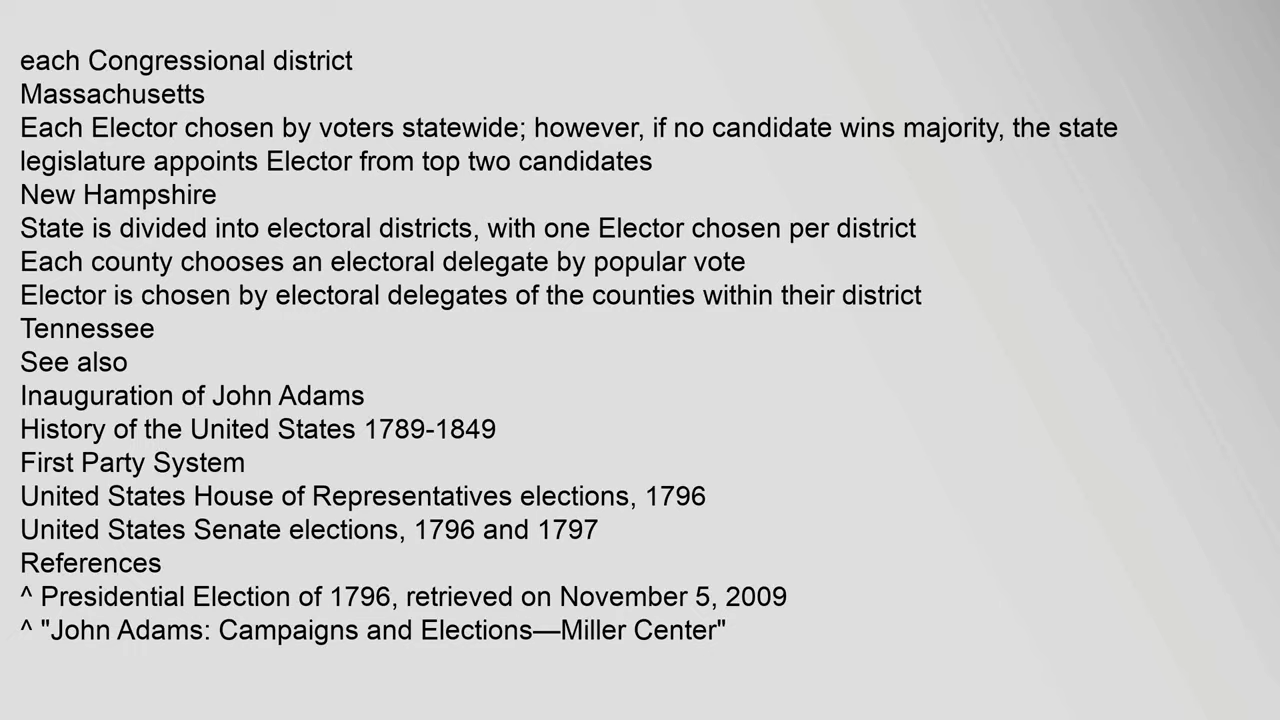 each Congressional district
Massachusetts
Each Elector chosen by voters statewide; however, if no candidate wins majority, the state
legislature appoints Elector from top two candidates
New Hampshire
State is divided into electoral districts, with one Elector chosen per district
Each county chooses an electoral delegate by popular vote
Elector is chosen by electoral delegates of the counties within their district
Tennessee
See also
Inauguration of John Adams
History of the United States 1789-1849
First Party System
United States House of Representatives elections, 1796
United States Senate elections, 1796 and 1797
References
^ Presidential Election of 1796, retrieved on November 5, 2009
^ "John Adams: Campaigns and Elections—Miller Center"